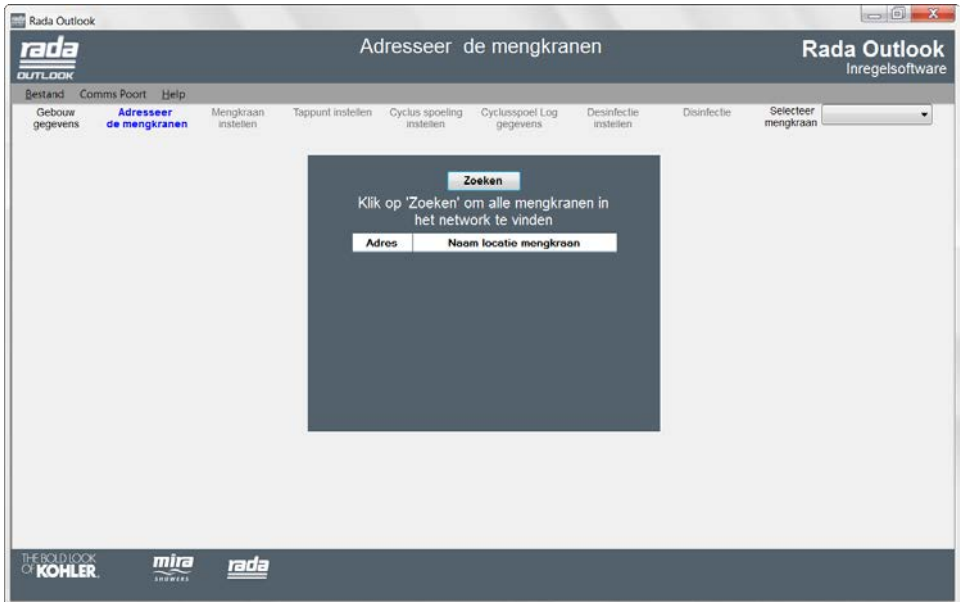 Rada Outlook
rada
OUTLOOK
Adresseer de mengkranen
Rada Outlook
Inregelsoftware
Bestand Comms Poort Help
Gebouw
gegevens
Adresseer
de mengkranen
Mengkraan
instellen
Tappunt instellen
Cyclus spoeling
instellen
Cyclusspoel Log
gegevens
Desinfectie
instellen
Disinfectie
Selecteer
mengkraan
Zoeken
Klik op 'Zoeken' om alle mengkranen in
het network te vinden
Adres Naam locatie mengkraan
THE BOLD LOOK
OF KOHLER.
mira
SHOWERS
rada